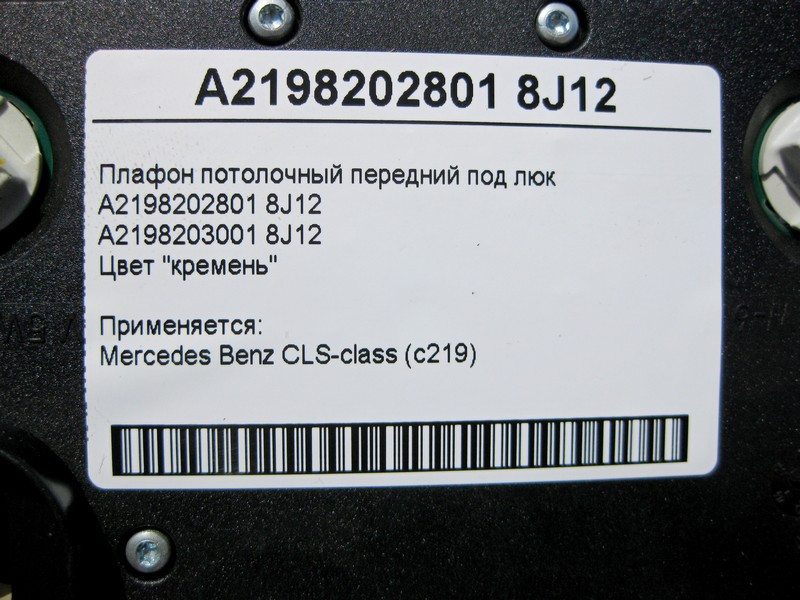 A2198202801 8J12
Плафон потолочный передний под люк
A2198202801 8J12
A2198203001 8J12
Цвет "кремень"
Применяется:
Mercedes Benz CLS-class (c219)